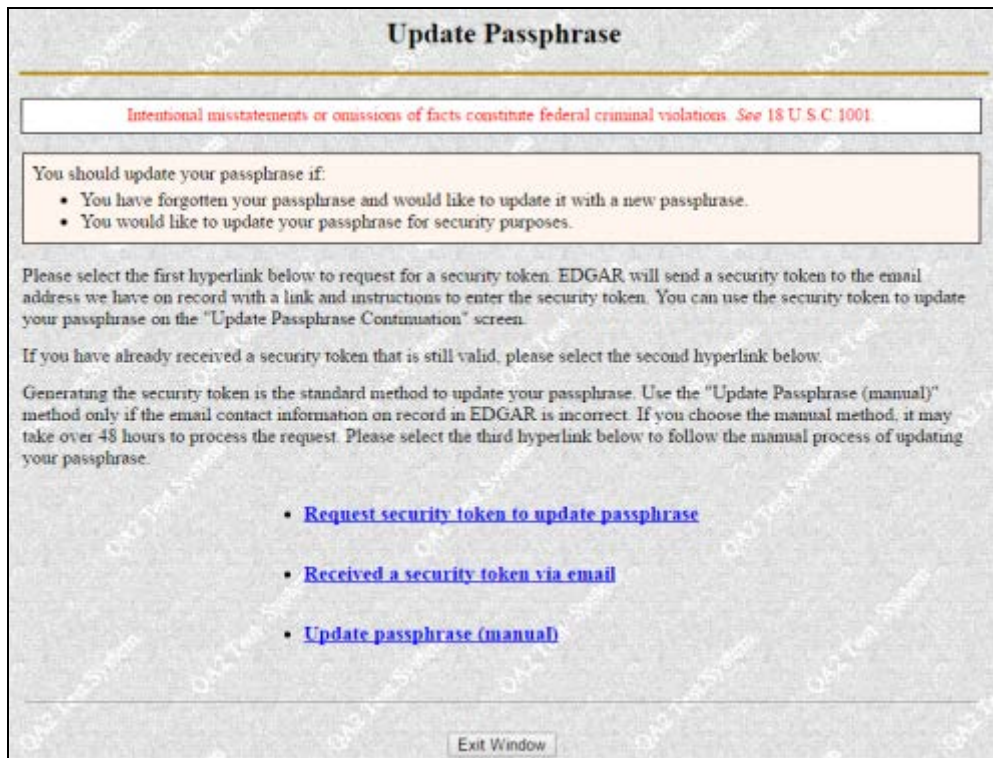 Update Passphrase
Intentional misstatements or omissions of facts constitute federal criminal violations. See 18 U.S.C.1001.
You should update your passphrase if:
• You have forgotten your passphrase and would like to update it with a new passphrase.
• You would like to update your passphrase for security purposes.
Please select the first hyperlink below to request for a security token. EDGAR will send a security token to the email
address we have on record with a link and instructions to enter the security token. You can use the security token to update
your passphrase on the "Update Passphrase Continuation" screen.
If you have already received a security token that is still valid, please select the second hyperlink below.
Generating the security token is the standard method to update your passphrase. Use the "Update Passphrase (manual)"
method only if the email contact information on record in EDGAR is incorrect. If you choose the manual method, it may
take over 48 hours to process the request. Please select the third hyperlink below to follow the manual process of updating
your passphrase.
• Request security token to update passphrase
• Received a security token via email
• Update passphrase (manual)
Exit Window
QA2 Test System